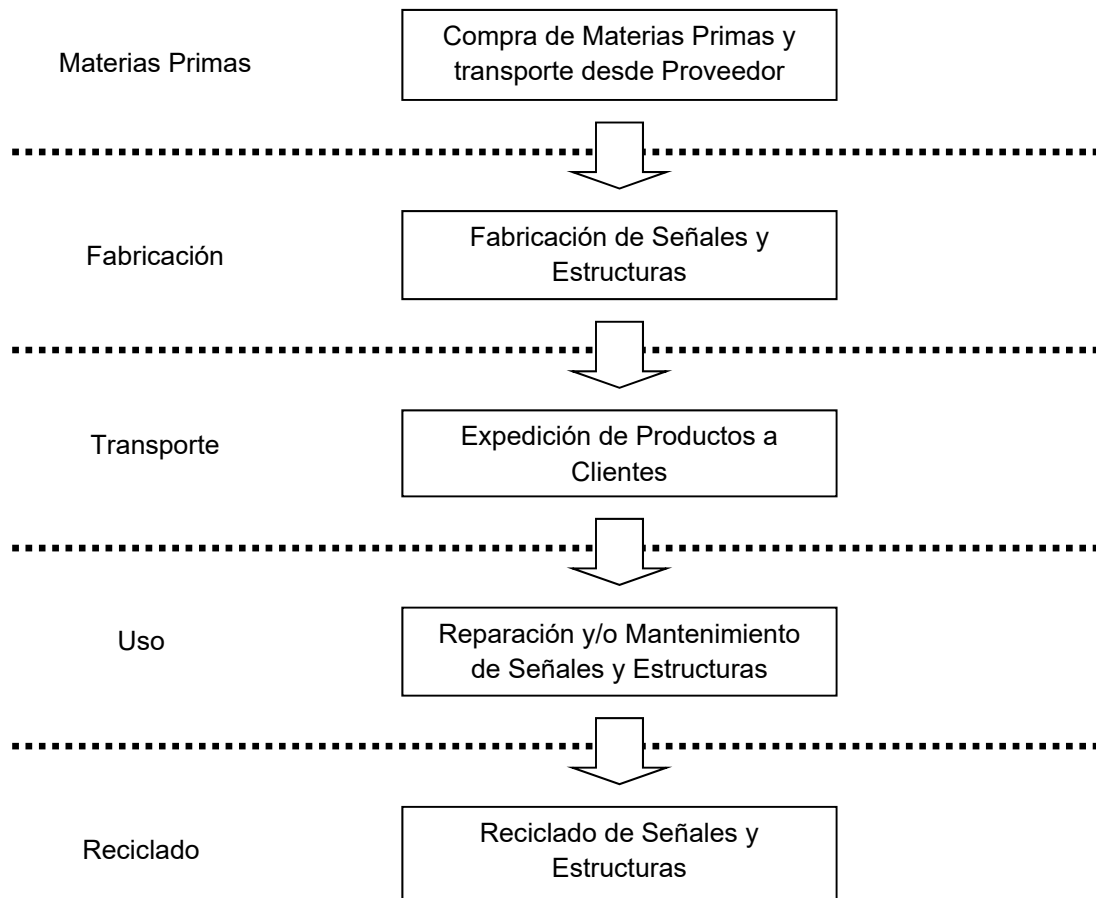 Materias Primas
Compra de Materias Primas y
transporte desde Proveedor
Fabricación
Fabricación de Señales y
Estructuras
Transporte
Expedición de Productos a
Clientes
Uso
Reparación y/o Mantenimiento
de Señales y Estructuras
Reciclado
Reciclado de Señales y
Estructuras